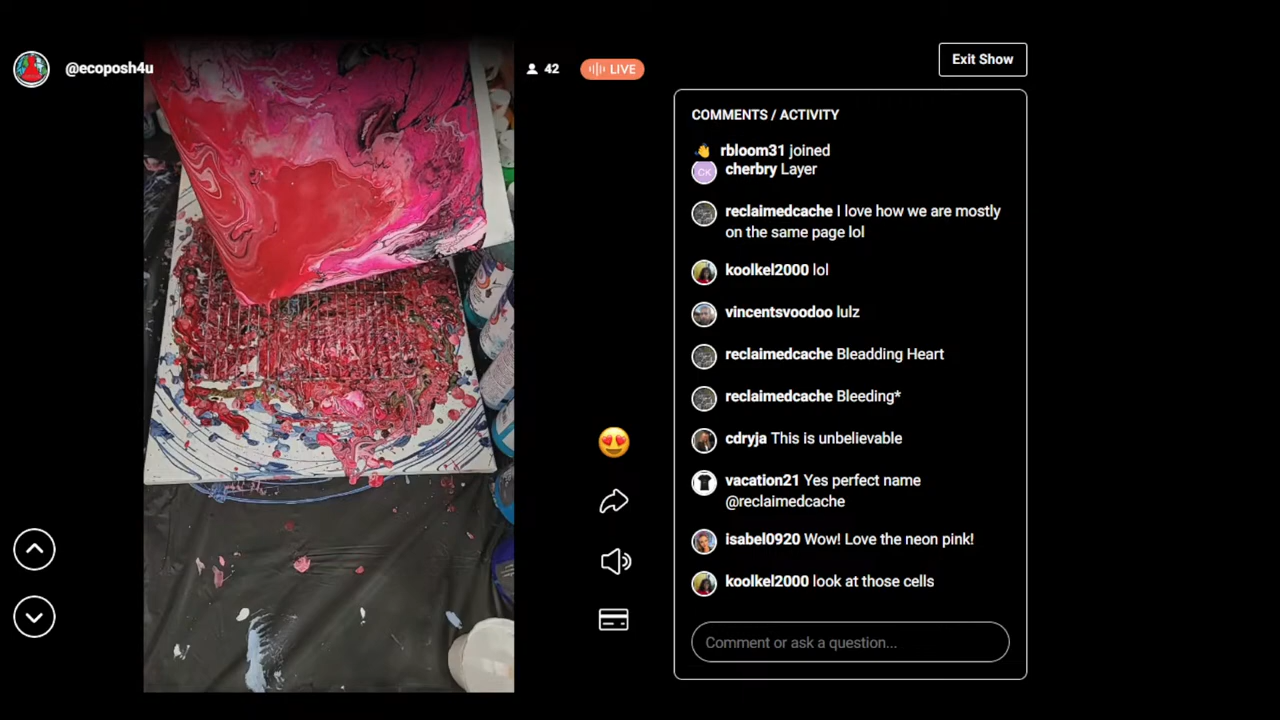 @ecoposh4u
42
LIVE
Exit Show
COMMENTS / ACTIVITY
rbloom31 joined
CK
cherbry Layer
reclaimedcache I love how we are mostly
on the same page lol
koolkel2000 lol
vincentsvoodoo lulz
reclaimedcache Bleadding Heart
reclaimedcache Bleeding*
cdryja This is unbelievable
vacation21 Yes perfect name
@reclaimedcache
isabel0920 Wow! Love the neon pink!
koolkel2000 look at those cells
Comment or ask a question...